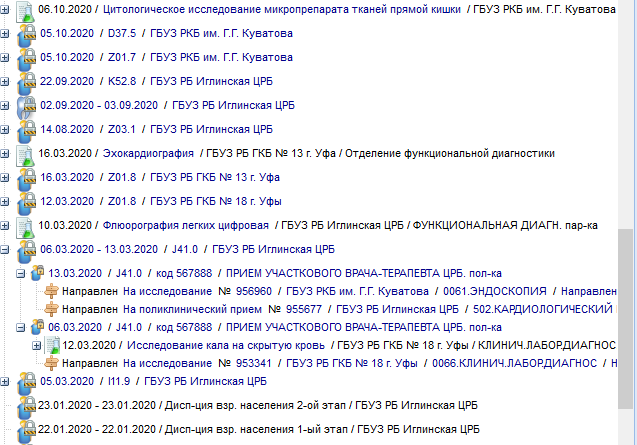 06.10.2020 / Цитологическое исследование микропрепарата тканей прямой кишки / ГБУЗ РКБ им. Г.Г. Куватова
05.10.2020 / D37.5 / ГБУЗ РКБ им. Г.Г. Куватова
05.10.2020 / Z01.7 / ГБУЗ РКБ им. Г.Г. Куватова
22.09.2020 / K52.8 / ГБУЗ РБ Иглинская ЦРБ
02.09.2020 - 03.09.2020 / ГБУЗ РБ Иглинская ЦРБ
14.08.2020 / Z03.1 / ГБУЗ РБ Иглинская ЦРБ
16.03.2020 / Эхокардиография / ГБУЗ РБ ГКБ № 13 г. Уфа / Отделение функциональной диагностики
16.03.2020 / Z01.8 / ГБУЗ РБ ГКБ № 13 г. Уфа
12.03.2020 / Z01.8 / ГБУЗ РБ ГКБ № 18 г. Уфы
10.03.2020 / Флюорография легких цифровая / ГБУЗ РБ Иглинская ЦРБ / ФУНКЦИОНАЛЬНАЯ ДИАГН. пар-ка
06.03.2020 - 13.03.2020 / J41.0 / ГБУЗ РБ Иглинская ЦРБ
13.03.2020 / J41.0 / код 567888 / ПРИЕМ УЧАСТКОВОГО ВРАЧА-ТЕРАПЕВТА ЦРБ. пол-ка
Направлен На исследование № 956960 / ГБУЗ РКБ им. Г.Г. Куватова / 0061.ЭНДОСКОПИЯ / Направлен
Направлен На поликлинический прием № 955677 / ГБУЗ РБ Иглинская ЦРБ / 502.КАРДИОЛОГИЧЕСКИЙ
06.03.2020 / J41.0 / код 567888 / ПРИЕМ УЧАСТКОВОГО ВРАЧА-ТЕРАПЕВТА ЦРБ. пол-ка
12.03.2020 / Исследование кала на скрытую кровь / ГБУЗ РБ ГКБ № 18 г. Уфы / КЛИНИЧ.ЛАБОР.ДИАГНОС
Направлен На исследование № 953341 / ГБУЗ РБ ГКБ № 18 г. Уфы / 0066.КЛИНИЧ.ЛАБОР.ДИАГНОС / Н
05.03.2020 / I11.9 / ГБУЗ РБ Иглинская ЦРБ
23.01.2020 - 23.01.2020 / Дисп-ция взр. населения 2-ой этап / ГБУЗ РБ Иглинская ЦРБ
22.01.2020 - 22.01.2020 / Дисп-ция взр. населения 1-ый этап / ГБУЗ РБ Иглинская ЦРБ